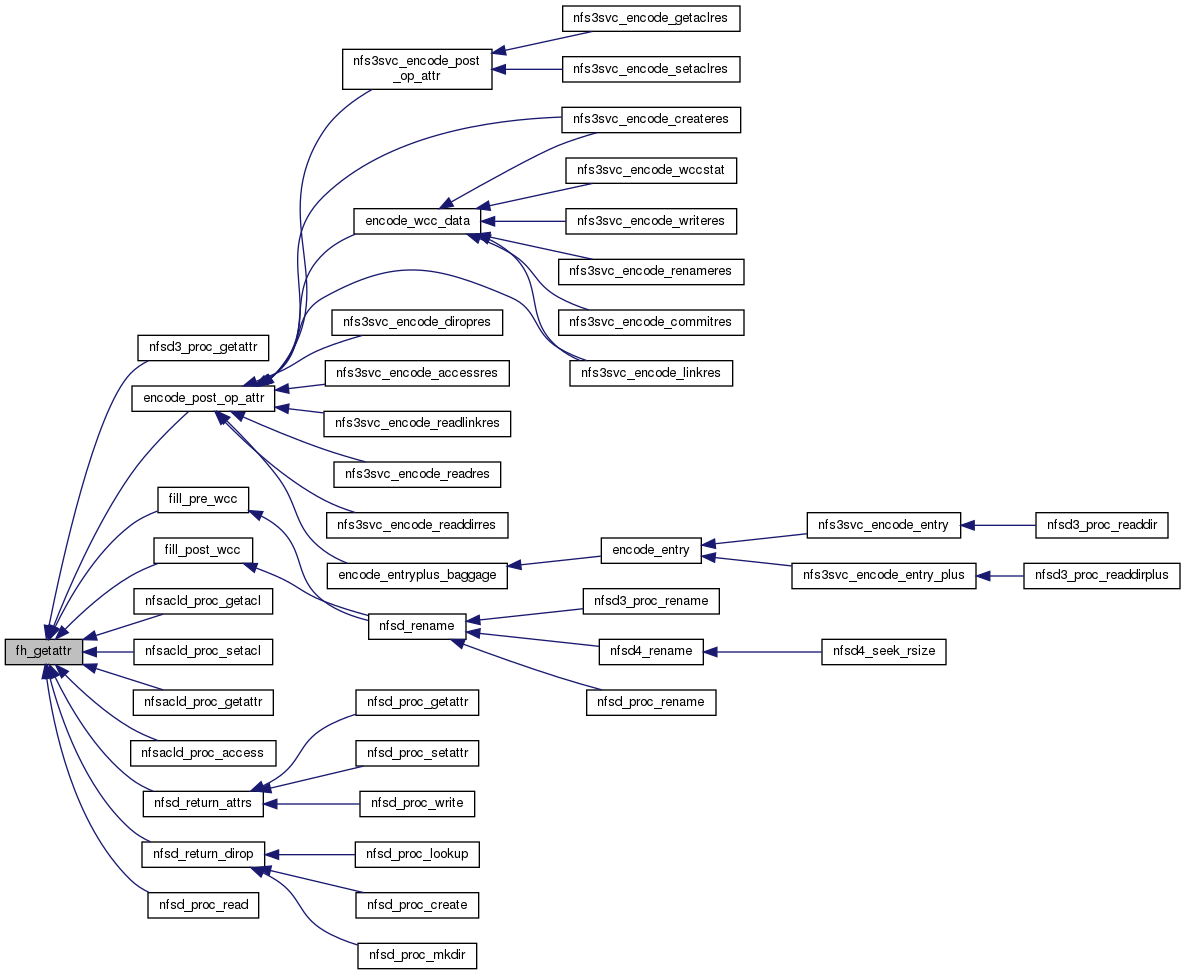 nfs3svc_encode_getaclres
nfs3svc_encode_post
_op_attr
nfs3svc_encode_setaclres
nfs3svc_encode_createres
nfs3svc_encode_wccstat
encode_wcc_data
nfs3svc_encode_writeres
nfs3svc_encode_renameres
nfs3svc_encode_diropres
nfs3svc_encode_commitres
nfsd3_proc_getattr
nfs3svc_encode_accessres
nfs3svc_encode_linkres
encode_post_op_attr
nfs3svc_encode_readlinkres
nfs3svc_encode_readres
fill_pre_wcc
nfs3svc_encode_readdirres
nfs3svc_encode_entry
nfsd3_proc_readdir
fill_post_wcc
encode_entry
encode_entryplus_baggage
nfs3svc_encode_entry_plus
nfsd3_proc_readdirplus
nfsacld_proc_getacl
nfsd3_proc_rename
nfsd_rename
fh_getattr
nfsacld_proc_setacl
nfsd4_rename
nfsd4_seek_rsize
nfsacld_proc_getattr
nfsd_proc_getattr
nfsd_proc_rename
nfsacld_proc_access
nfsd_proc_setattr
nfsd_return_attrs
nfsd_proc_write
nfsd_return_dirop
nfsd_proc_lookup
nfsd_proc_read
nfsd_proc_create
nfsd_proc_mkdir